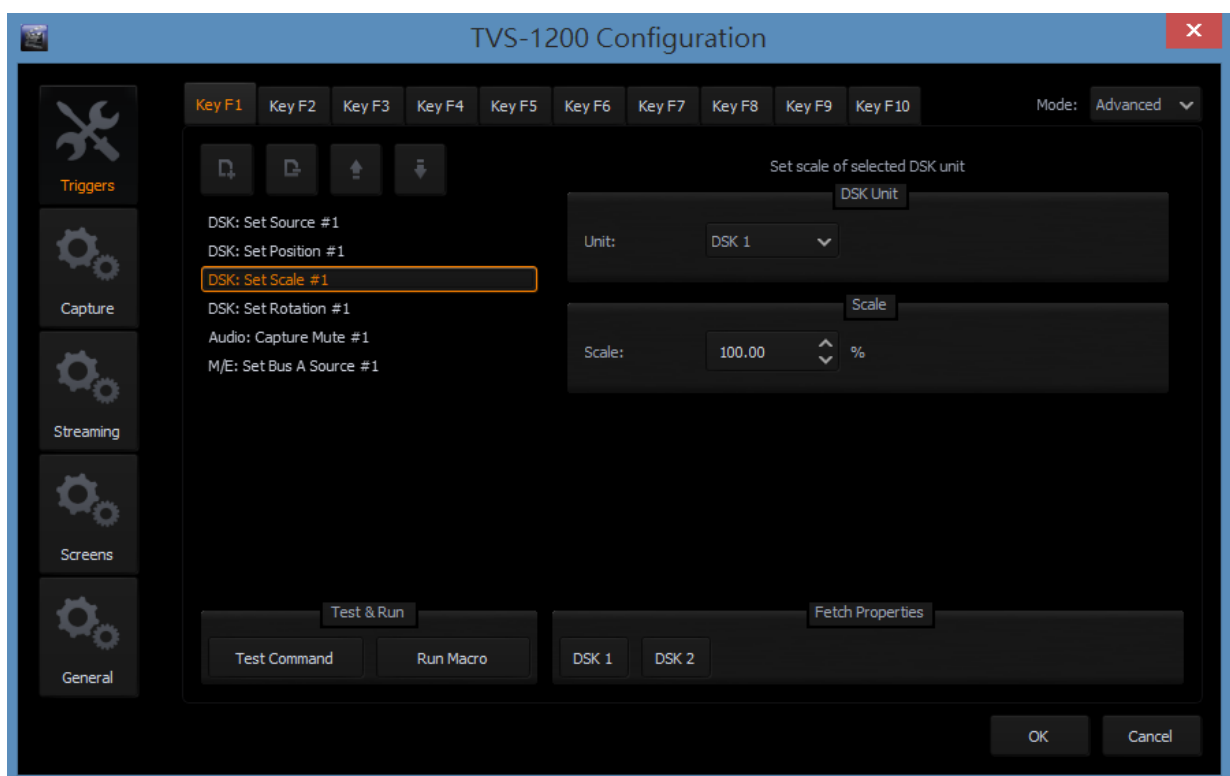 TVS-1200 Configuration
Key F1 Key F2 Key F3 Key F4 Key F5 Key F6 Key F7 Key F8 Key F9 Key F10 Mode: Advanced
Triggers
Capture
Streaming
Screens
General
DSK: Set Source #1
DSK: Set Position #1
DSK: Set Scale #1
DSK: Set Rotation #1
Audio: Capture Mute #1
M/E: Set Bus A Source #1
Set scale of selected DSK unit
DSK Unit
Unit: DSK 1
Scale
Scale: 100.00 %
Test & Run
Test Command Run Macro
Fetch Properties
DSK 1 DSK 2
OK Cancel